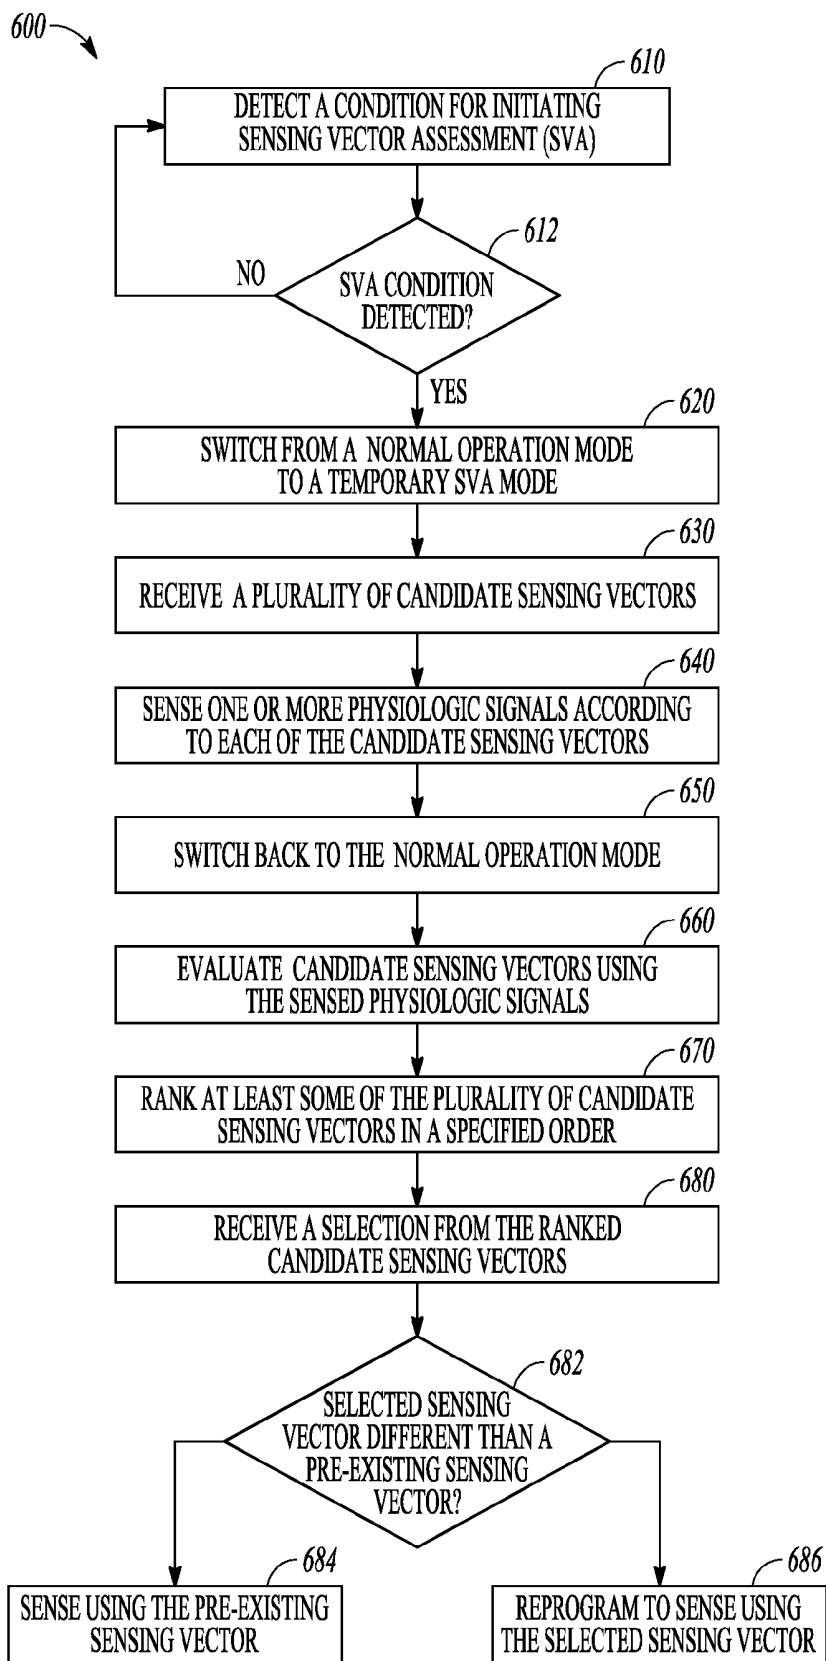 600
610
DETECT A CONDITION FOR INITIATING
SENSING VECTOR ASSESSMENT (SVA)
612
NO
SVA CONDITION
DETECTED?
YES
620
SWITCH FROM A NORMAL OPERATION MODE
TO A TEMPORARY SVA MODE
630
RECEIVE A PLURALITY OF CANDIDATE SENSING VECTORS
640
SENSE ONE OR MORE PHYSIOLOGIC SIGNALS ACCORDING
TO EACH OF THE CANDIDATE SENSING VECTORS
650
SWITCH BACK TO THE NORMAL OPERATION MODE
660
EVALUATE CANDIDATE SENSING VECTORS USING
THE SENSED PHYSIOLOGIC SIGNALS
670
RANK AT LEAST SOME OF THE PLURALITY OF CANDIDATE
SENSING VECTORS IN A SPECIFIED ORDER
680
RECEIVE A SELECTION FROM THE RANKED
CANDIDATE SENSING VECTORS
682
SELECTED SENSING
VECTOR DIFFERENT THAN A
PRE-EXISTING SENSING
VECTOR?
684
SENSE USING THE PRE-EXISTING
SENSING VECTOR
686
REPROGRAM TO SENSE USING
THE SELECTED SENSING VECTOR